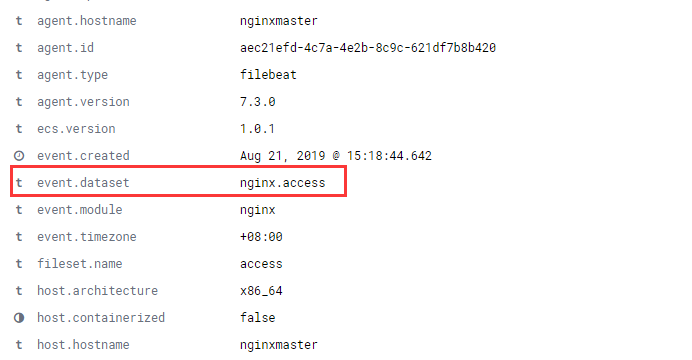 t agent.hostname nginxmaster
t agent.id aec21efd-4c7a-4e2b-8c9c-621df7b8b420
t agent.type filebeat
t agent.version 7.3.0
t ecs.version 1.0.1
event.created Aug 21, 2019 @ 15:18:44.642
t event.dataset nginx.access
t event.module nginx
t event.timezone +08:00
t fileset.name access
t host.architecture x86_64
host.containerized false
t host.hostname nginxmaster